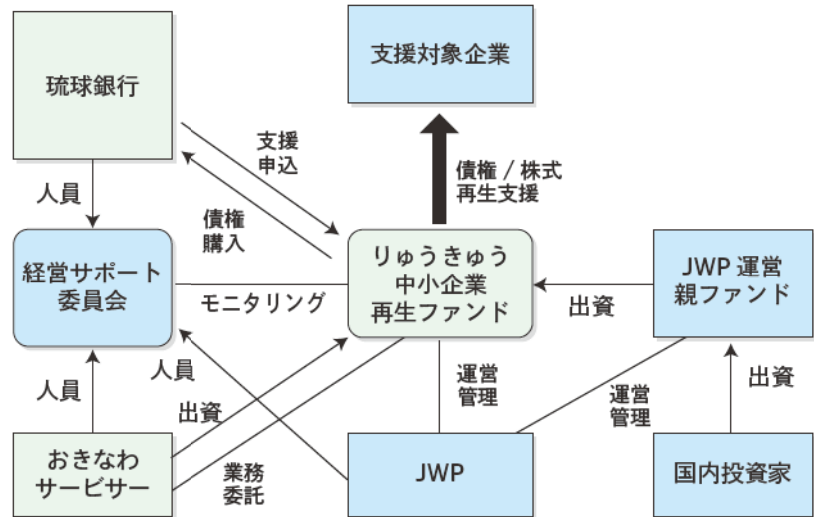 琉球銀行
支援対象企業
支援
申込
債権 / 株式
再生支援
人員
債権
購入
経営サポート
委員会
モニタリング
りゅうきゅう
中小企業
再生ファンド
出資
JWP 運営
親ファンド
人員
人員
出資
運営
管理
運営
管理
出資
おきなわ
サービサー
業務
委託
JWP
国内投資家